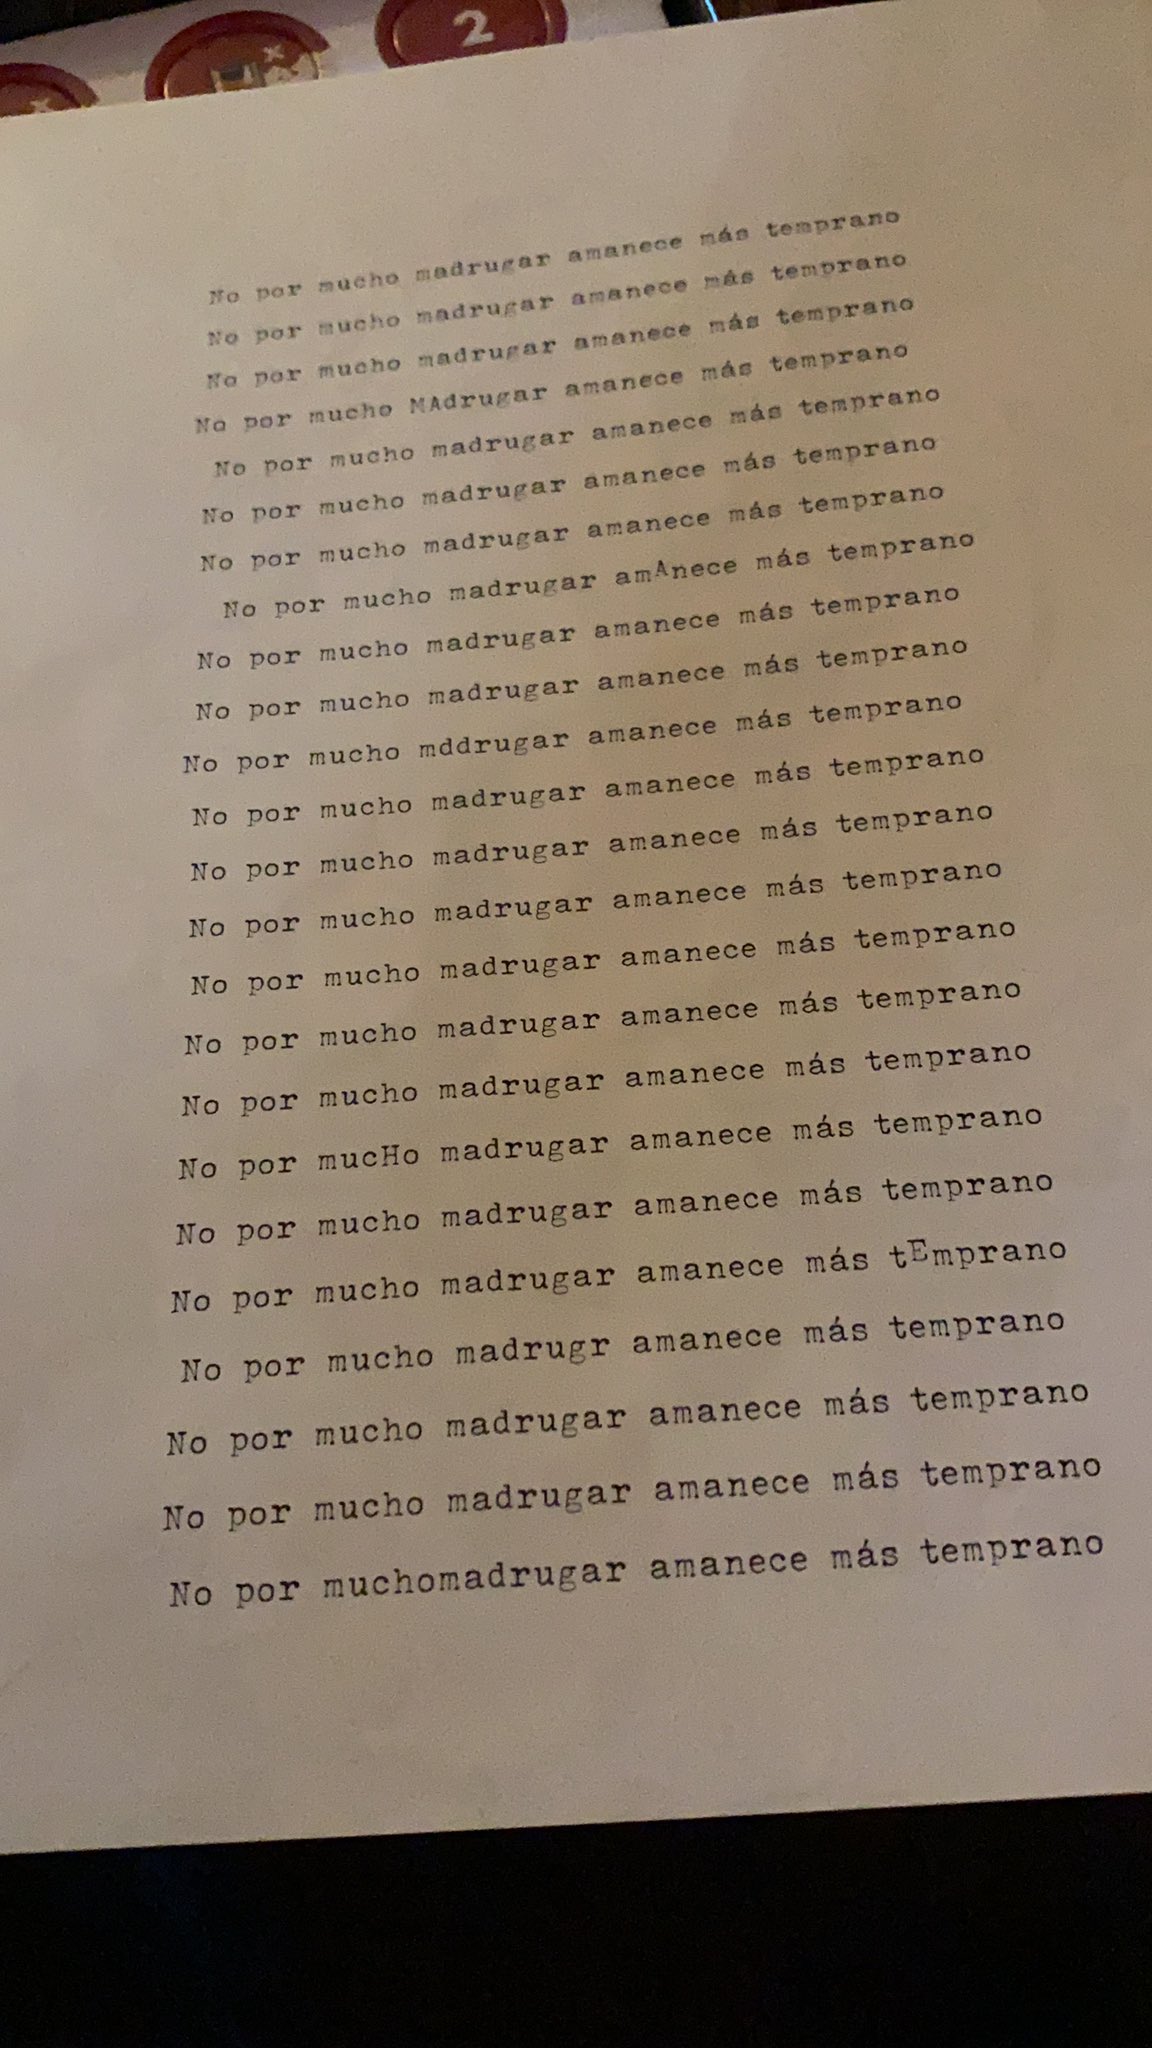 2
No por mucho madrugar amanece más temprano
No por mucho madrugar amanece más temprano
No por mucho madrugar amanece más temprano
No por mucho MAdrugar amanece más temprano
No por mucho madrugar amanece más temprano
No por mucho madrugar amanece más temprano
No por mucho madrugar amanece más temprano
No por mucho madrugar amAnece más temprano
No por mucho madrugar amanece más temprano
No por mucho madrugar amanece más temprano
No por mucho mddrugar amanece más temprano
No por mucho madrugar amanece más temprano
No por mucho madrugar amanece más temprano
No por mucho madrugar amanece más temprano
No por mucho madrugar amanece más temprano
No por mucho madrugar amanece más temprano
No por mucho madrugar amanece más temprano
No por mucHo madrugar amanece más temprano
No por mucho madrugar amanece más temprano
No por mucho madrugar amanece más tEmprano
No por mucho madrugr amanece más temprano
No por mucho madrugar amanece más temprano
No por mucho madrugar amanece más temprano
No por muchomadrugar amanece más temprano